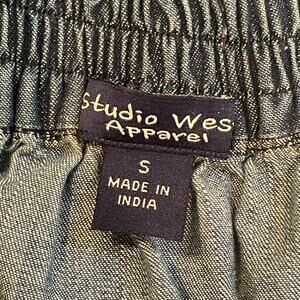 Studio Wes
Apparel
S
MADE IN
INDIA